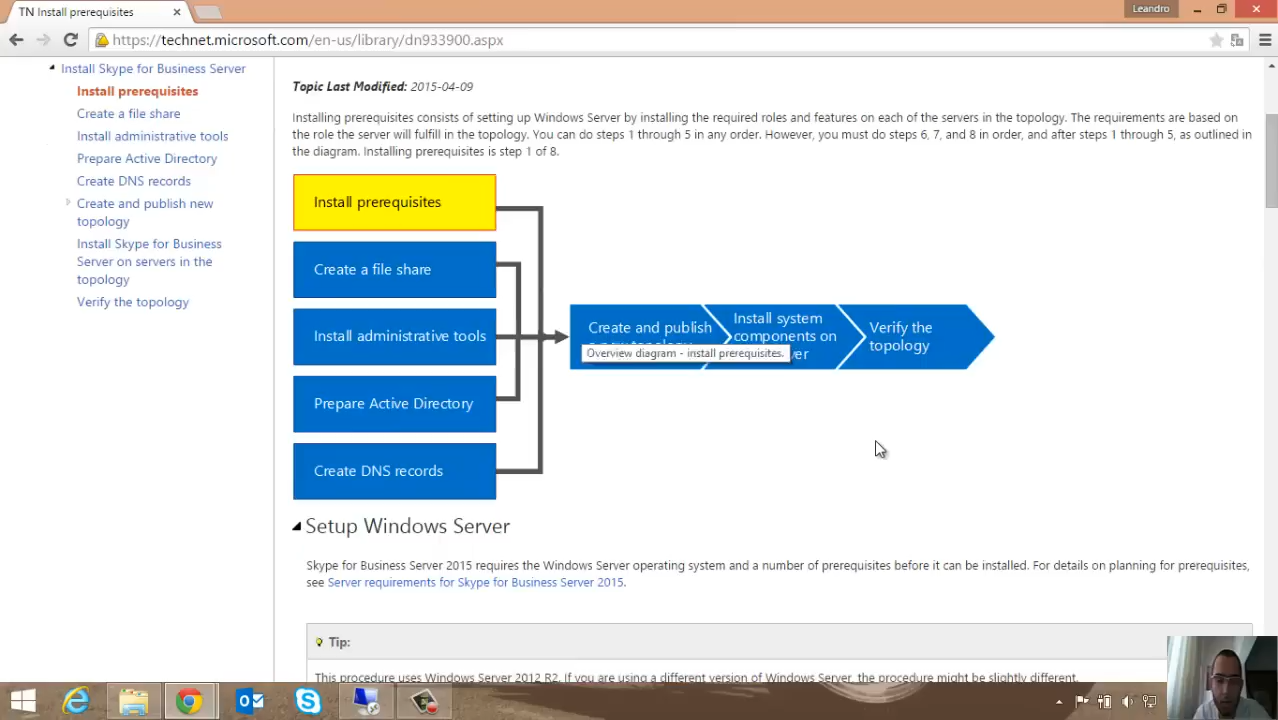 TN Install prerequisites
Leandro
https://technet.microsoft.com/en-us/library/dn933900.aspx
Install Skype for Business Server
Install prerequisites
Create a file share
Install administrative tools
Prepare Active Directory
Create DNS records
Create and publish new
topology
Install Skype for Business
Server on servers in the
topology
Verify the topology
Topic Last Modified: 2015-04-09
Installing prerequisites consists of setting up Windows Server by installing the required roles and features on each of the servers in the topology. The requirements are based on
the role the server will fulfill in the topology. You can do steps 1 through 5 in any order. However, you must do steps 6, 7, and 8 in order, and after steps 1 through 5, as outlined in
the diagram. Installing prerequisites is step 1 of 8.
Install prerequisites
Create a file share
Install administrative tools
Prepare Active Directory
Create DNS records
Create and publish
Overview diagram - install prerequisites.
Install system
components on
Verify the
topology
Setup Windows Server
Skype for Business Server 2015 requires the Windows Server operating system and a number of prerequisites before it can be installed. For details on planning for prerequisites,
see Server requirements for Skype for Business Server 2015.
Tip:
This procedure uses Windows Server 2012 R2. If you are using a different version of Windows Server, the procedure might be slightly different.